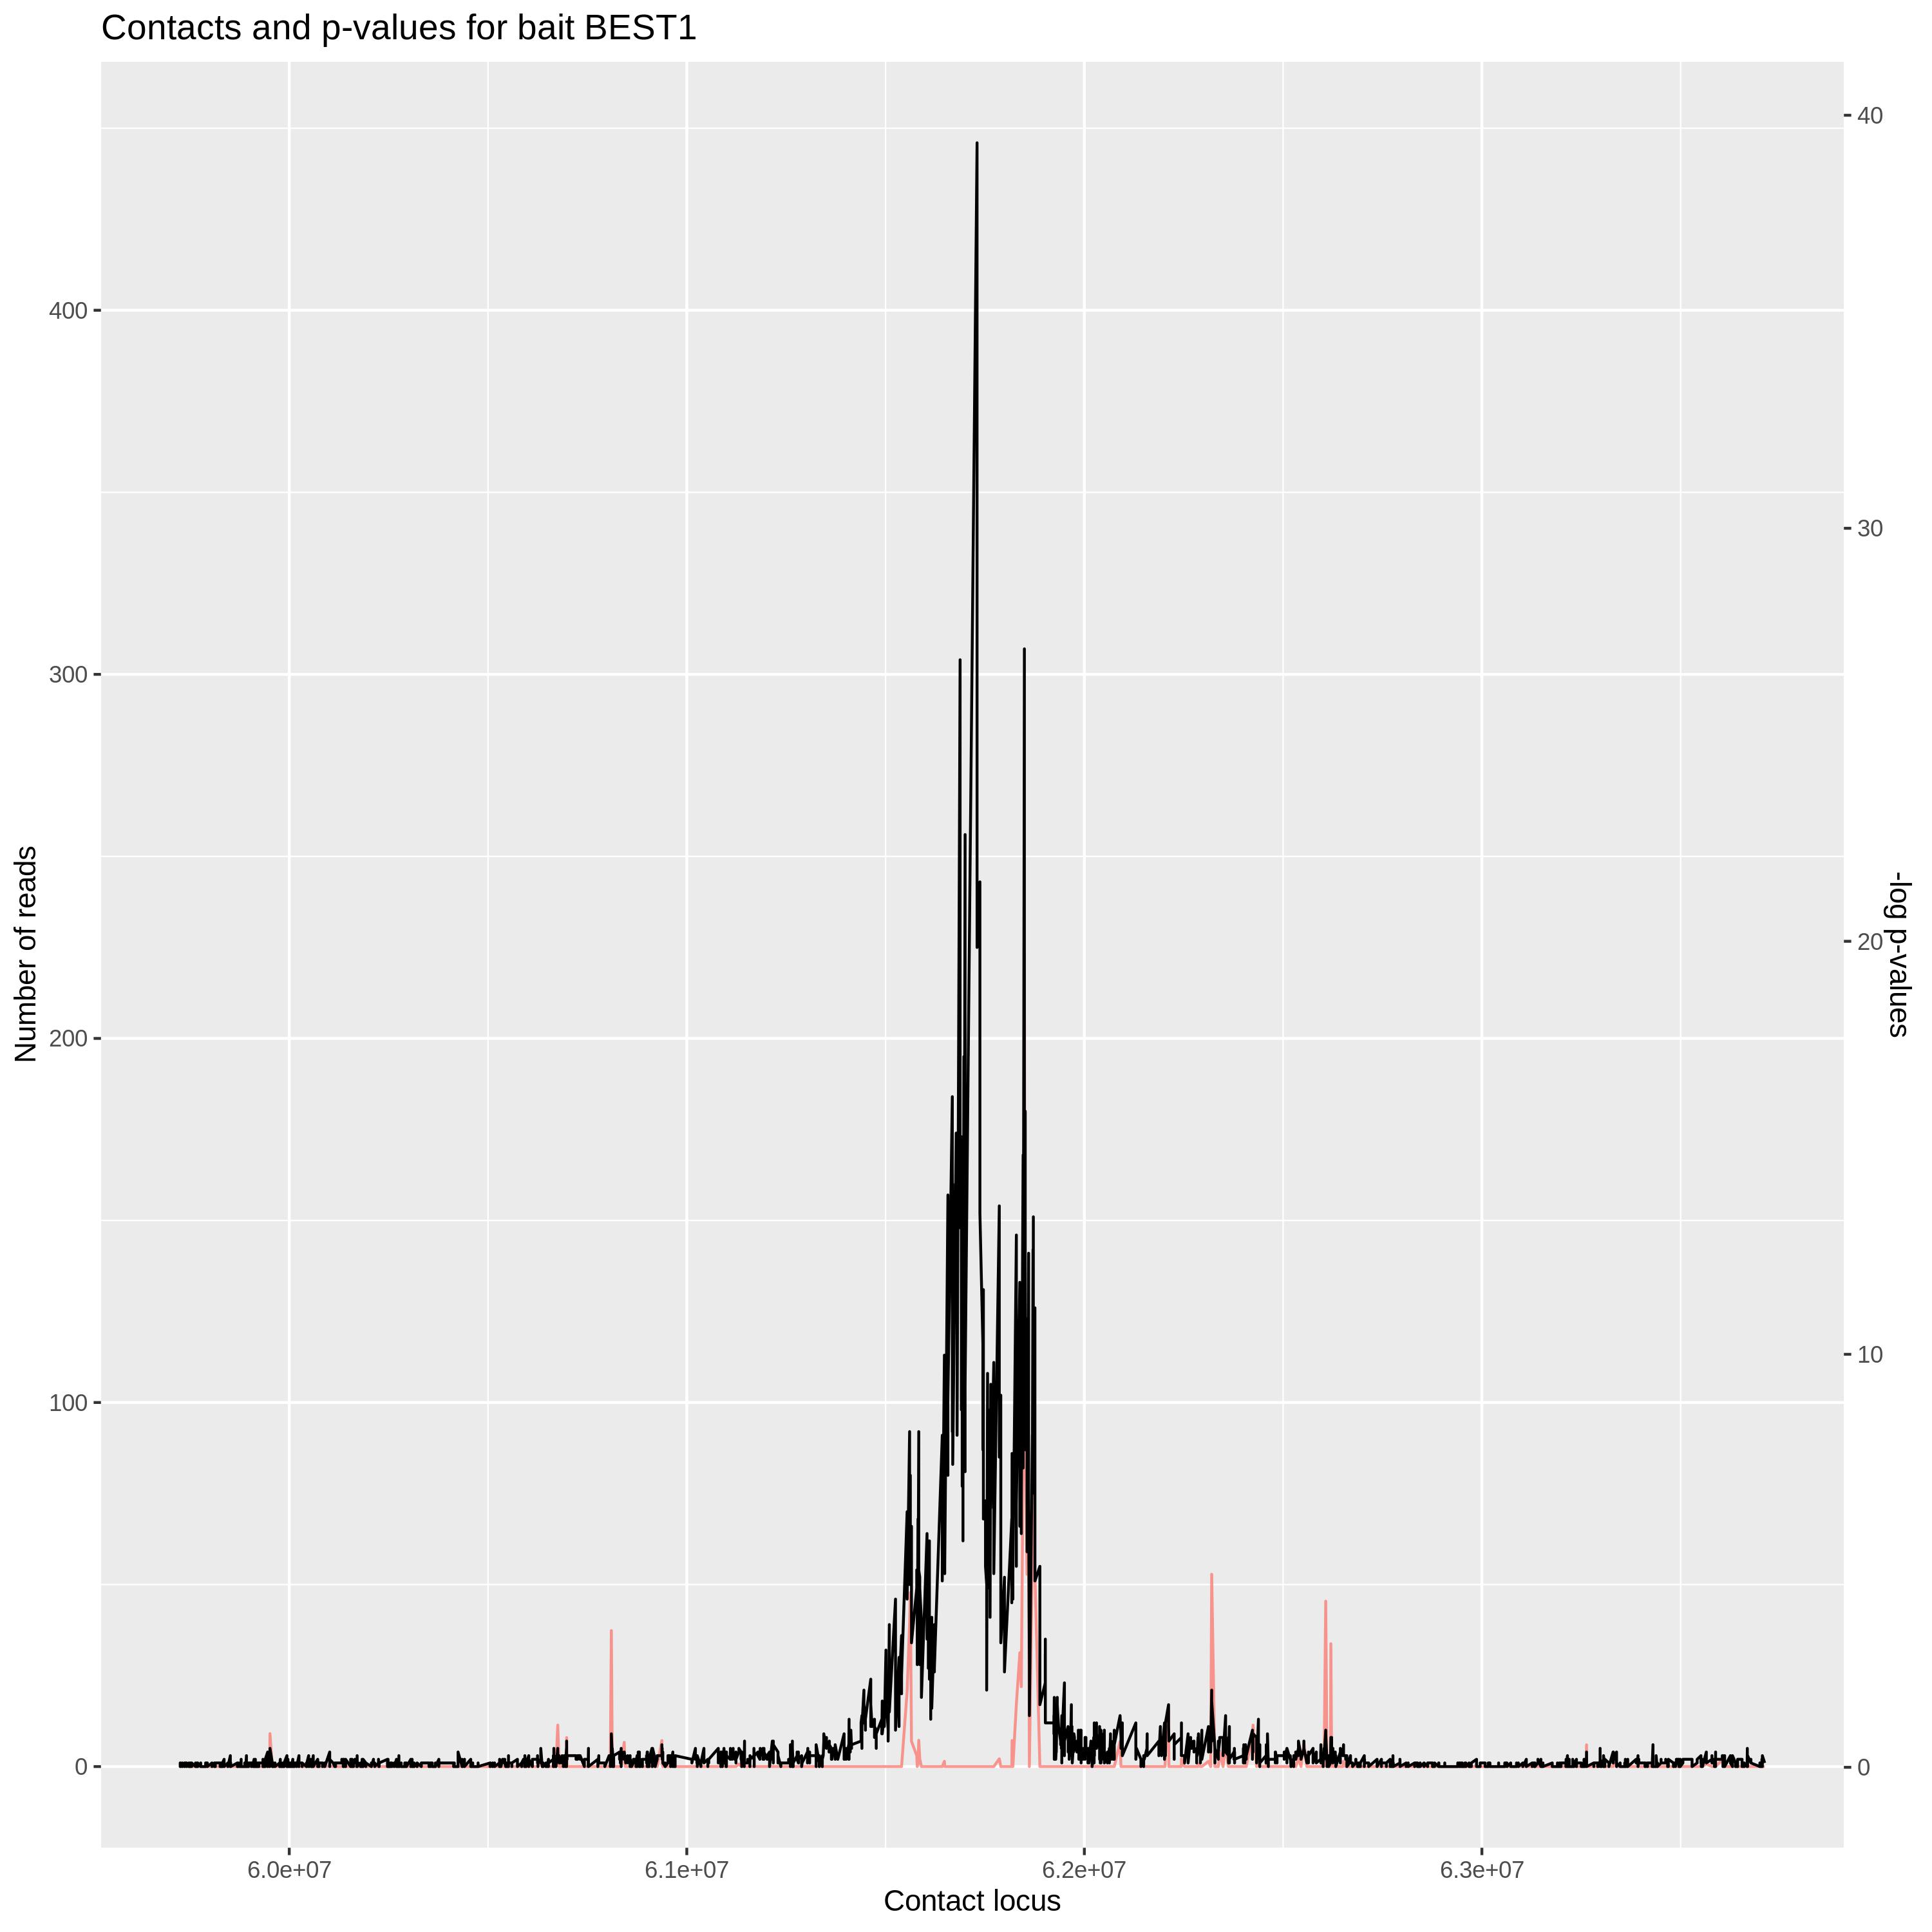 Contacts and p-values for bait BEST1
Number of reads
400
300
200
100
0
40
30
20
10
0
-log p-values
6.0e+07
6.1e+07
6.2e+07
6.3e+07
Contact locus